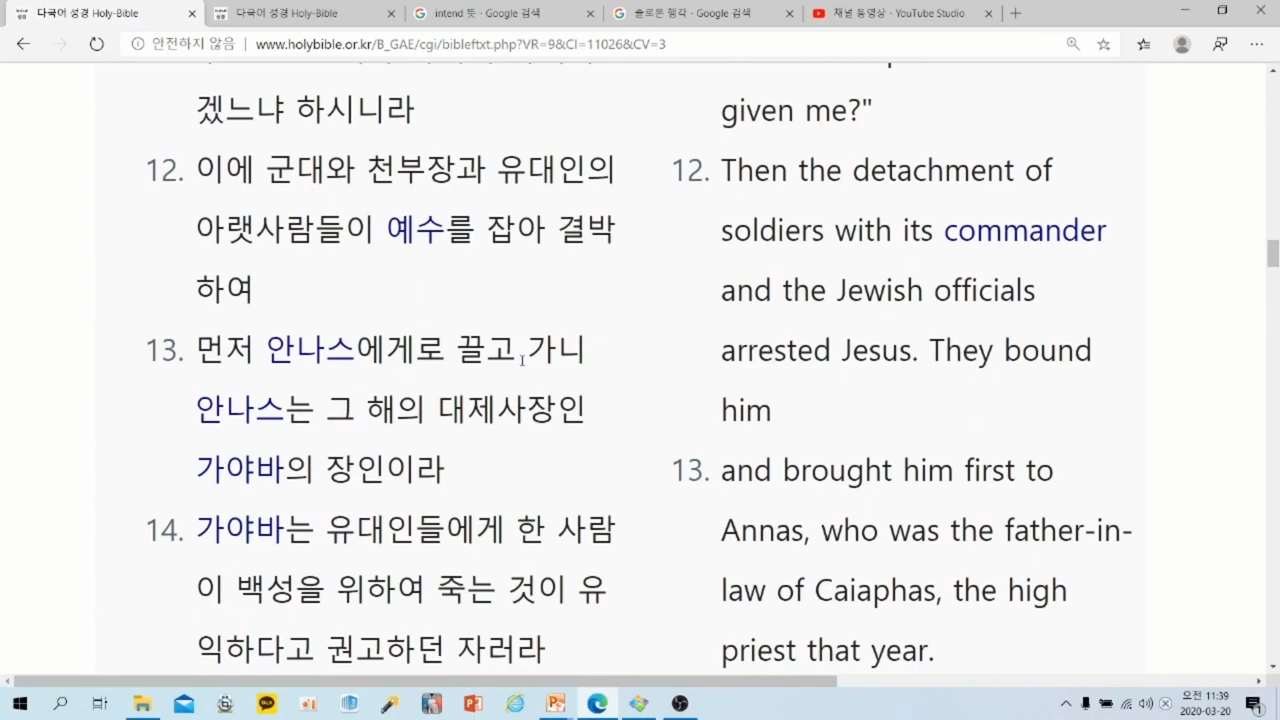 다국어 성경 Holy-Bible
다국어 성경 Holy-Bible
intend 뜻 - Google 검색
솔로몬 행각 - Google 검색
채널 동영상 - YouTube Studio
안전하지 않음
www.holybible.or.kr/B_GAE/cgi/bibleftxt.php?VR=9&CI=11026&CV=3
겠느냐 하시니라
12. 이에 군대와 천부장과 유대인의
아랫사람들이 예수를 잡아 결박
하여
13. 먼저 안나스에게로 끌고 가니
안나스는 그 해의 대제사장인
가야바의 장인이라
14. 가야바는 유대인들에게 한 사람
이 백성을 위하여 죽는 것이 유
익하다고 권고하던 자러라
given me?"
12. Then the detachment of
soldiers with its commander
and the Jewish officials
arrested Jesus. They bound
him
13. and brought him first to
Annas, who was the father-in-
law of Caiaphas, the high
priest that year.
오전 11:39
2020-03-20